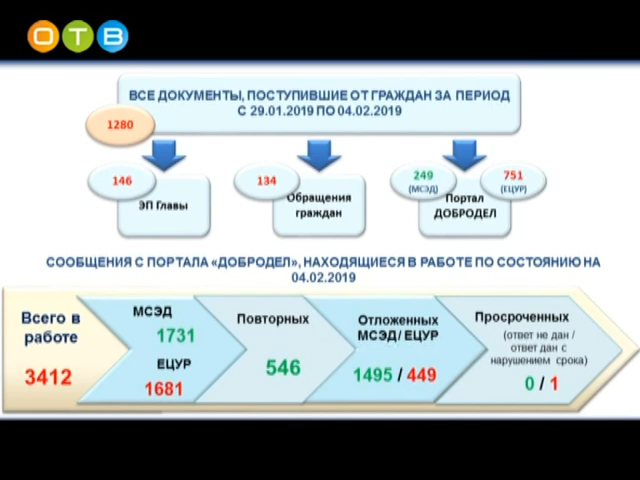 ОТВ
ВСЕ ДОКУМЕНТЫ, ПОСТУПИВШИЕ ОТ ГРАЖДАН ЗА ПЕРИОД
С 29.01.2019 ПО 04.02.2019
1280
146
ЭП Главы
134
Обращения
граждан
249
(МСЭД)
751
(ЕЦУР)
Портал
ДОБРОДЕЛ
СООБЩЕНИЯ С ПОРТАЛА «ДОБРОДЕЛ», НАХОДЯЩИЕСЯ В РАБОТЕ ПО СОСТОЯНИЮ НА
04.02.2019
Всего в
работе
3412
МСЭД
1731
ЕЦУР
1681
Повторных
546
Отложенных
МСЭД/ ЕЦУР
1495 / 449
Просроченных
(ответ не дан /
ответ дан с
нарушением срока)
0 / 1